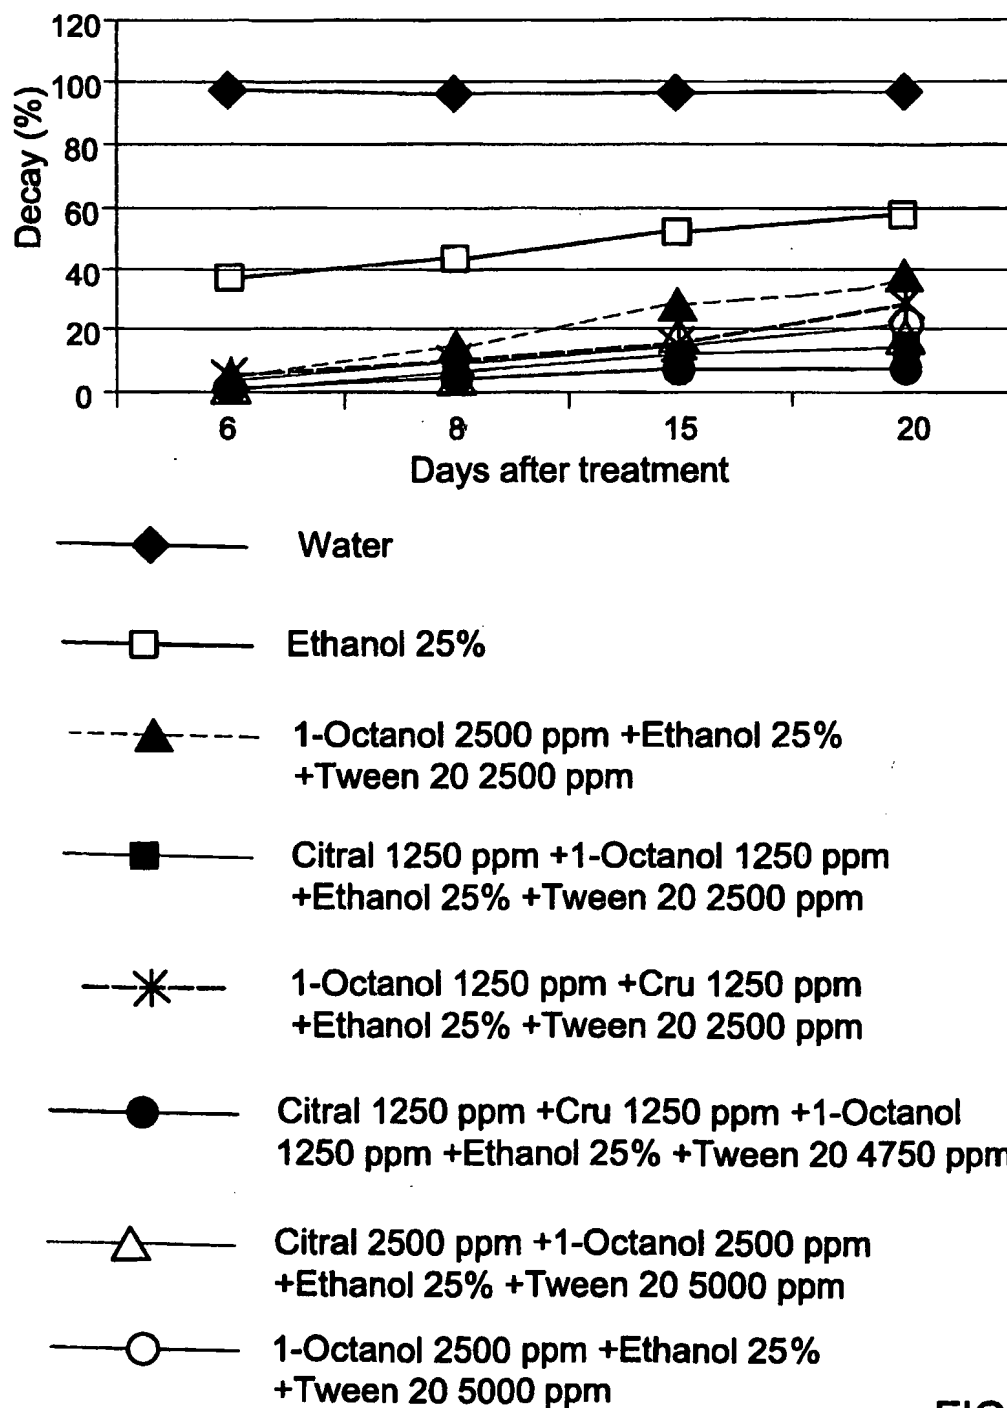 120
100
80
60
40
20
0
Decay (%)
6 8 15 20
Days after treatment
Water
Ethanol 25%
1-Octanol 2500 ppm +Ethanol 25%
+Tween 20 2500 ppm
Citral 1250 ppm +1-Octanol 1250 ppm
+Ethanol 25% +Tween 20 2500 ppm
1-Octanol 1250 ppm +Cru 1250 ppm
+Ethanol 25% +Tween 20 2500 ppm
Citral 1250 ppm +Cru 1250 ppm +1-Octanol
1250 ppm +Ethanol 25% +Tween 20 4750 ppm
Citral 2500 ppm +1-Octanol 2500 ppm
+Ethanol 25% +Tween 20 5000 ppm
1-Octanol 2500 ppm +Ethanol 25%
+Tween 20 5000 ppm